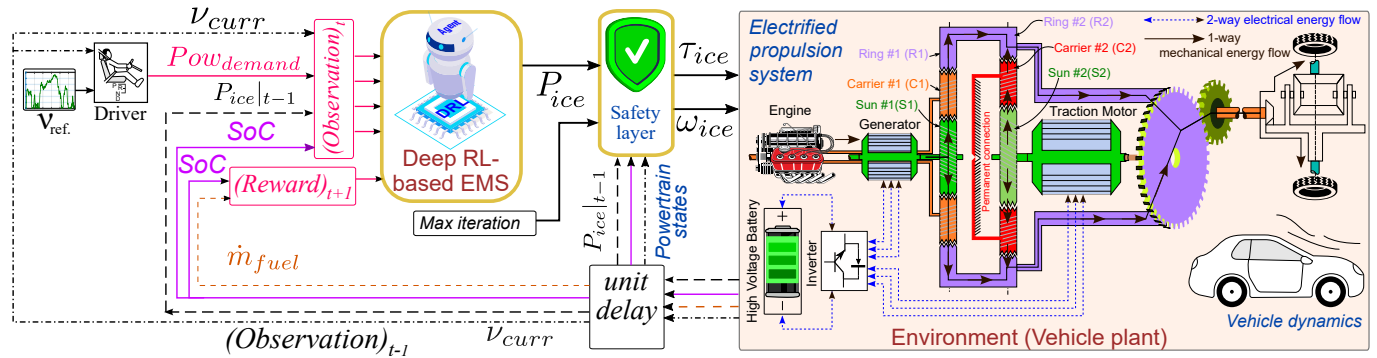 ν_curr
Pow_demand
P_ice|t−1
SoC
SoC
ν_ref.
Driver
(Observation)_t
(Reward)_t+1
ṁ_fuel
Agent
DRL
Deep RL-
based EMS
P_ice
Max iteration
Safety
layer
τ_ice
ω_ice
P_ice|t−1
Powertrain
states
unit
delay
ν_curr
(Observation)_t-1
Electrified
propulsion
system
Ring #1 (R1)
Carrier #1 (C1)
Sun #1(S1)
Engine
Generator
Ring #2 (R2)
Carrier #2 (C2)
Sun #2(S2)
Traction Motor
Permanent connection
2-way electrical energy flow
1-way
mechanical energy flow
High Voltage Battery
+
−
Inverter
Environment (Vehicle plant)
Vehicle dynamics